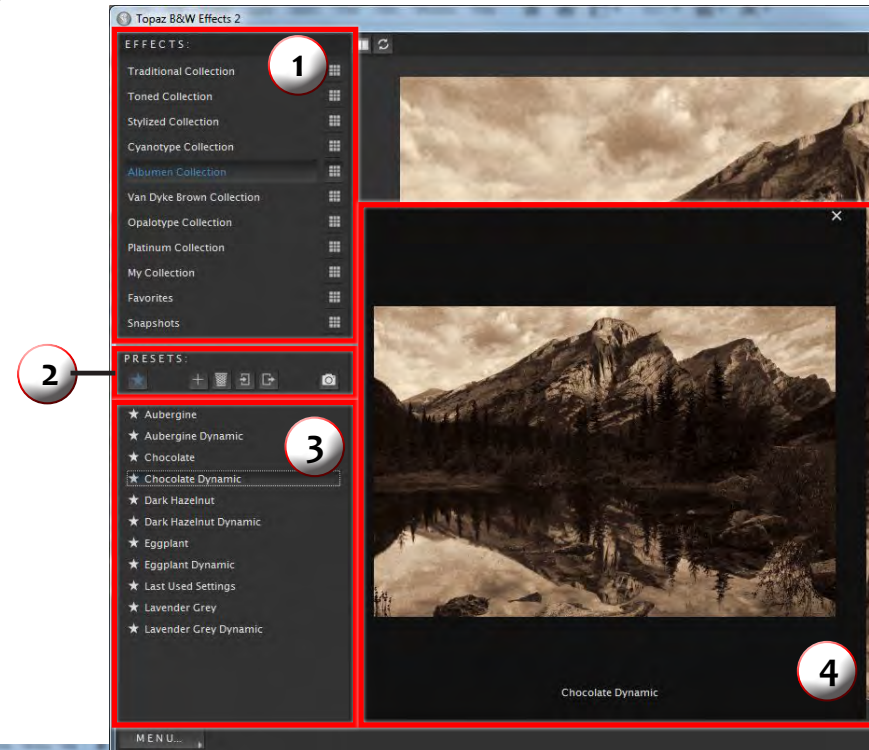 Topaz B&W Effects 2
EFFECTS:
1
Traditional Collection
Toned Collection
Stylized Collection
Cyanotype Collection
Albumen Collection
Van Dyke Brown Collection
Opalotype Collection
Platinum Collection
My Collection
Favorites
Snapshots
2
PRESETS:
3
Aubergine
Aubergine Dynamic
Chocolate
Chocolate Dynamic
Dark Hazelnut
Dark Hazelnut Dynamic
Eggplant
Eggplant Dynamic
Last Used Settings
Lavender Grey
Lavender Grey Dynamic
4
Chocolate Dynamic
MENU...